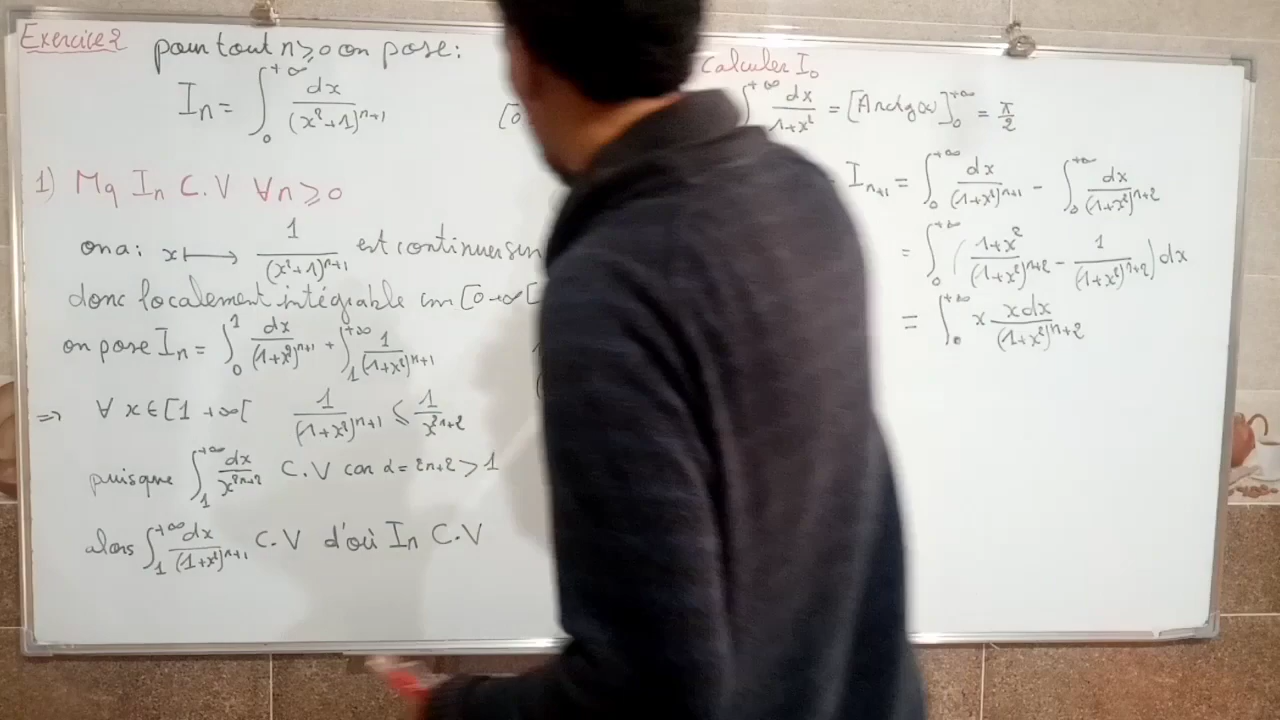 Exercice 2
pour tout n ≥ 0 on pose:
In = ∫₀^{+∞} dx/(x²+1)^{n+1}
1) Mq In C.V ∀n ≥ 0
on a: x ⟼ 1/(x²+1)^{n+1} est continue sur
donc localement intégrable sur [0 +∞[
on pose In = ∫₀¹ dx/(1+x²)^{n+1} + ∫₁^{+∞} 1/(1+x²)^{n+1}
⇒ ∀ x ∈ [1 +∞[ 1/(1+x²)^{n+1} ≤ 1/x^{2n+2}
puisque ∫₁^{+∞} dx/x^{2n+2} C.V car α = 2n+2 > 1
alors ∫₁^{+∞} dx/(1+x²)^{n+1} C.V d'où In C.V
[0
Calculer I₀
∫^{+∞} dx/1+x² = [Arctg x]₀^{+∞} = π/2
- I_{n+1} = ∫₀^{+∞} dx/(1+x²)^{n+1} - ∫₀^{+∞} dx/(1+x²)^{n+2}
= ∫₀^{+∞} (1+x²/(1+x²)^{n+2} - 1/(1+x²)^{n+2}) dx
= ∫₀^{+∞} x xdx/(1+x²)^{n+2}